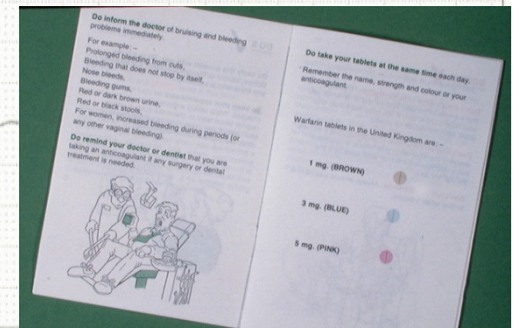 Do inform the doctor of bruising and bleeding
problems immediately.
For example: –
Prolonged bleeding from cuts,
Bleeding that does not stop by itself,
Nose bleeds,
Bleeding gums,
Red or dark brown urine,
Red or black stools,
For women, increased bleeding during periods (or
any other vaginal bleeding).
Do remind your doctor or dentist that you are
taking an anticoagulant if any surgery or dental
treatment is needed.
Do take your tablets at the same time each day.
Remember the name, strength and colour or your
anticoagulant.
Warfarin tablets in the United Kingdom are: –
1 mg. (BROWN)
3 mg. (BLUE)
5 mg. (PINK)